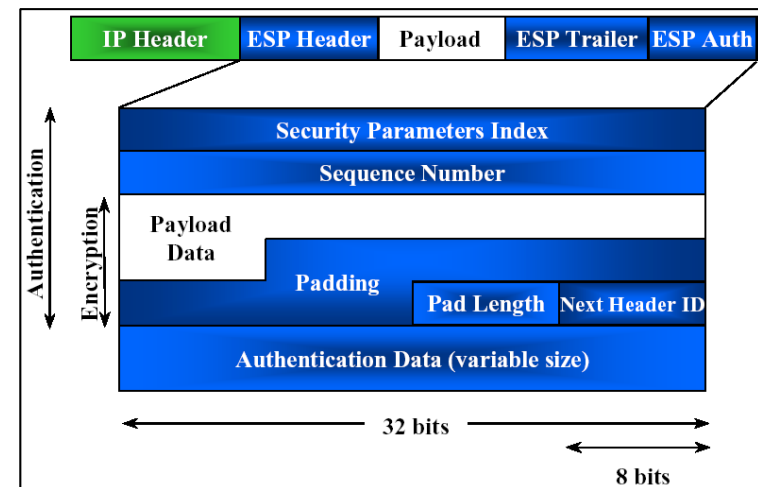 IP Header ESP Header Payload ESP Trailer ESP Auth
Security Parameters Index
Sequence Number
Authentication
Encryption
Payload
Data
Padding
Pad Length Next Header ID
Authentication Data (variable size)
32 bits
8 bits